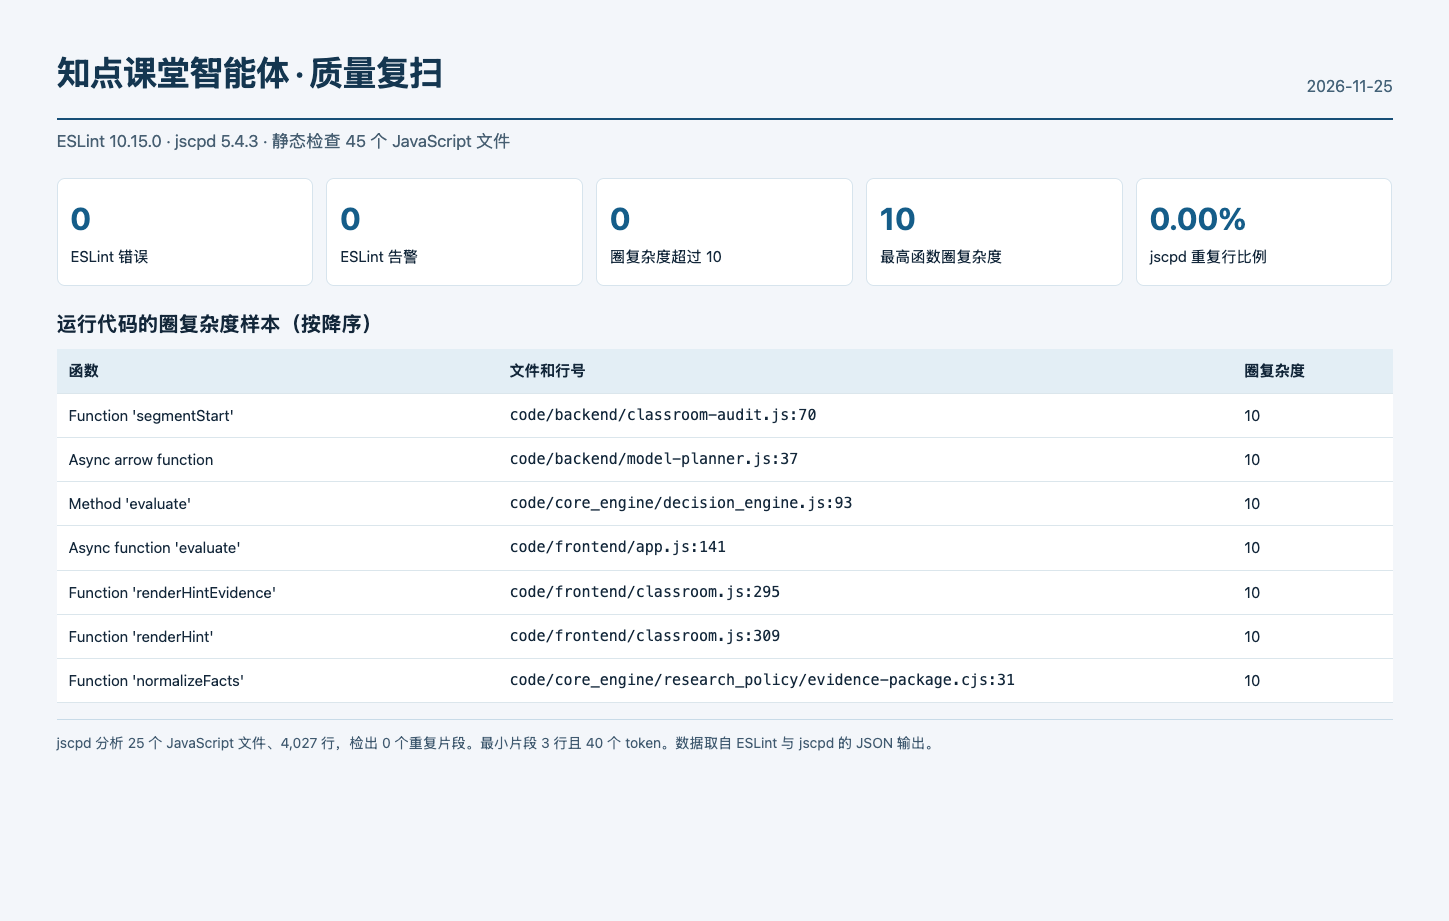 知点课堂智能体 · 质量复扫
2026-11-25
ESLint 10.15.0 · jscpd 5.4.3 · 静态检查 45 个 JavaScript 文件
0
ESLint 错误
0
ESLint 告警
0
圈复杂度超过 10
10
最高函数圈复杂度
0.00%
jscpd 重复行比例
运行代码的圈复杂度样本（按降序）
函数 文件和行号 圈复杂度
Function 'segmentStart' code/backend/classroom-audit.js:70 10
Async arrow function code/backend/model-planner.js:37 10
Method 'evaluate' code/core_engine/decision_engine.js:93 10
Async function 'evaluate' code/frontend/app.js:141 10
Function 'renderHintEvidence' code/frontend/classroom.js:295 10
Function 'renderHint' code/frontend/classroom.js:309 10
Function 'normalizeFacts' code/core_engine/research_policy/evidence-package.cjs:31 10
jscpd 分析 25 个 JavaScript 文件、4,027 行，检出 0 个重复片段。最小片段 3 行且 40 个 token。数据取自 ESLint 与 jscpd 的 JSON 输出。